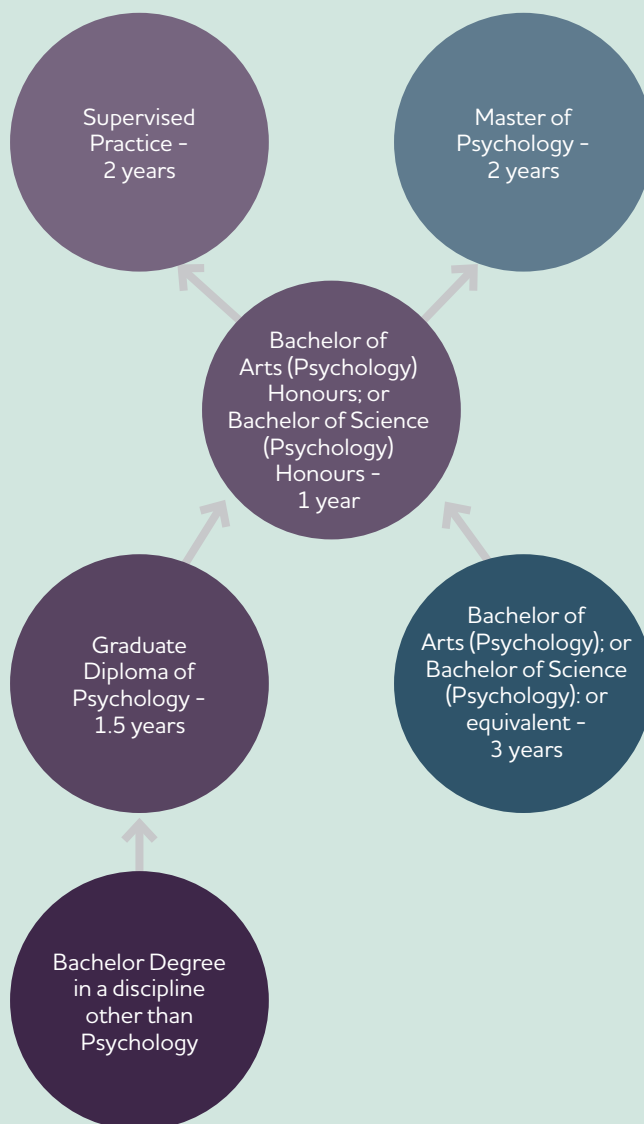 Supervised
Practice -
2 years
Master of
Psychology -
2 years
Bachelor of
Arts (Psychology)
Honours; or
Bachelor of Science
(Psychology)
Honours -
1 year
Graduate
Diploma of
Psychology -
1.5 years
Bachelor of
Arts (Psychology); or
Bachelor of Science
(Psychology): or
equivalent -
3 years
Bachelor Degree
in a discipline
other than
Psychology